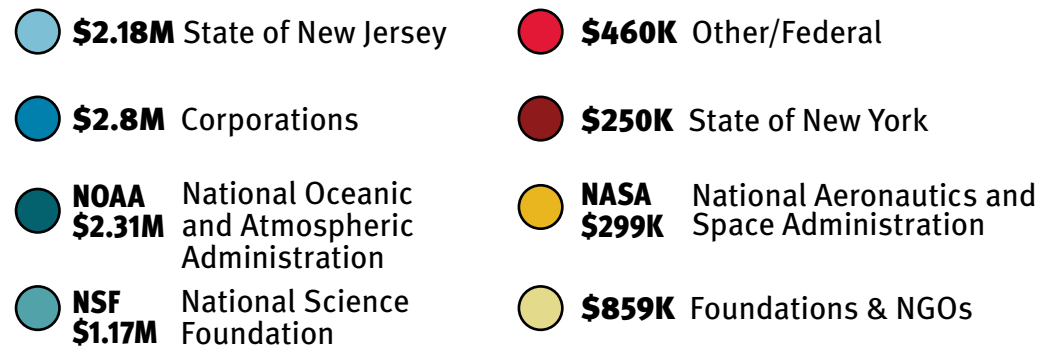 $2.18M State of New Jersey
$2.8M Corporations
NOAA National Oceanic
$2.31M and Atmospheric
Administration
NSF National Science
$1.17M Foundation
$460K Other/Federal
$250K State of New York
NASA National Aeronautics and
$299K Space Administration
$859K Foundations & NGOs